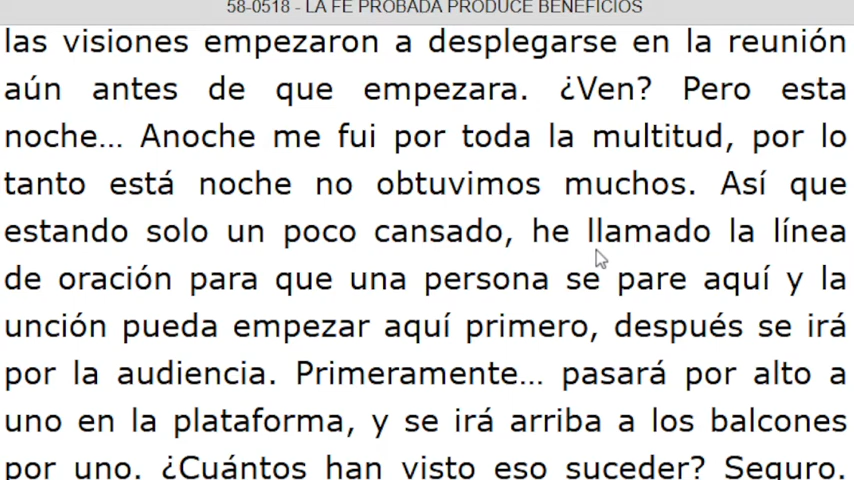 58-0518 - LA FE PROBADA PRODUCE BENEFICIOS
las visiones empezaron a desplegarse en la reunión
aún antes de que empezara. ¿Ven? Pero esta
noche... Anoche me fui por toda la multitud, por lo
tanto está noche no obtuvimos muchos. Así que
estando solo un poco cansado, he llamado la línea
de oración para que una persona se pare aquí y la
unción pueda empezar aquí primero, después se irá
por la audiencia. Primeramente... pasará por alto a
uno en la plataforma, y se irá arriba a los balcones
por uno. ¿Cuántos han visto eso suceder? Seguro.